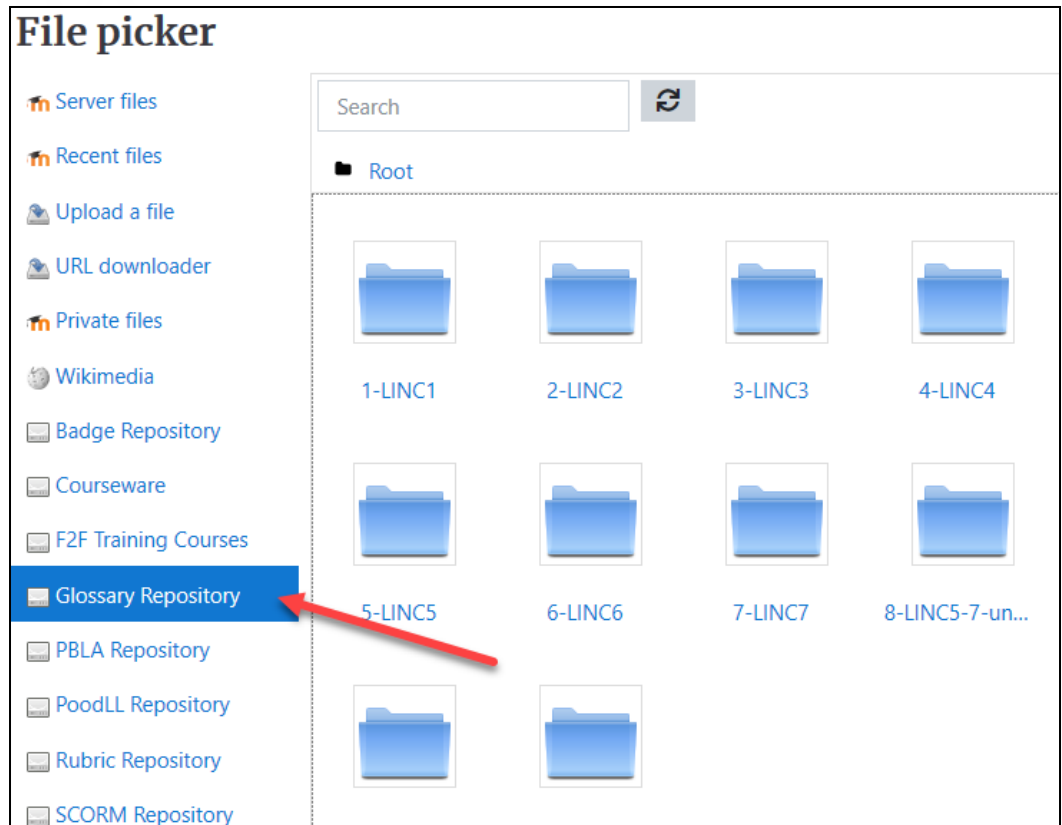 File picker
Server files
Recent files
Upload a file
URL downloader
Private files
Wikimedia
Badge Repository
Courseware
F2F Training Courses
Glossary Repository
PBLA Repository
PoodLL Repository
Rubric Repository
SCORM Repository
Search
Root
1-LINC1 2-LINC2 3-LINC3 4-LINC4
5-LINC5 6-LINC6 7-LINC7 8-LINC5-7-un...